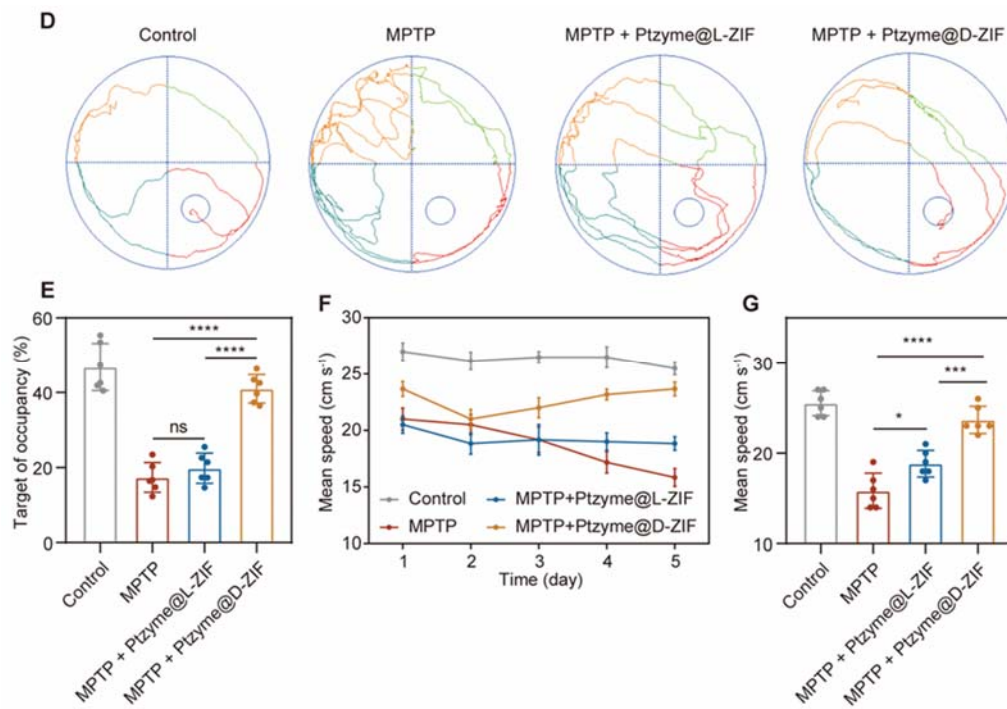 D
Control
MPTP
MPTP + Ptzyme@L-ZIF
MPTP + Ptzyme@D-ZIF
E
Target of occupancy (%)
60
40
20
0
****
****
ns
Control
MPTP
MPTP + Ptzyme@L-ZIF
MPTP + Ptzyme@D-ZIF
F
Mean speed (cm s⁻¹)
30
25
20
15
10
Control
MPTP+Ptzyme@L-ZIF
MPTP
MPTP+Ptzyme@D-ZIF
1 2 3 4 5
Time (day)
G
Mean speed (cm s⁻¹)
30
20
10
****
***
*
Control
MPTP
MPTP + Ptzyme@L-ZIF
MPTP + Ptzyme@D-ZIF